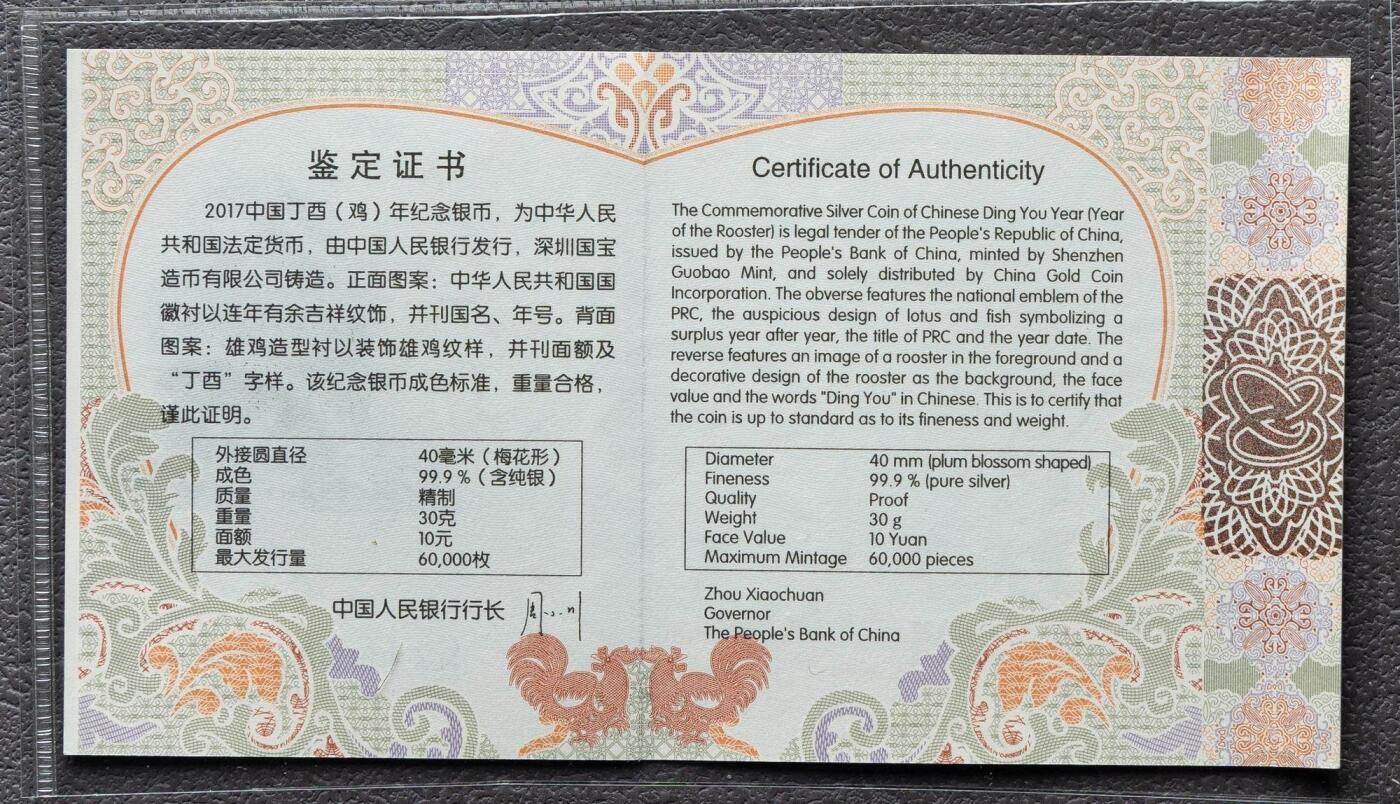 鉴定证书
2017中国丁酉（鸡）年纪念银币，为中华人民
共和国法定货币，由中国人民银行发行，深圳国宝
造币有限公司铸造。正面图案：中华人民共和国国
徽衬以连年有余吉祥纹饰，并刊国名、年号。背面
图案：雄鸡造型衬以装饰雄鸡纹样，并刊面额及
“丁酉”字样。该纪念银币成色标准，重量合格，
谨此证明。
外接圆直径 40毫米（梅花形）
成色 99.9％（含纯银）
质量 精制
重量 30克
面额 10元
最大发行量 60,000枚
中国人民银行行长
Certificate of Authenticity
The Commemorative Silver Coin of Chinese Ding You Year (Year
of the Rooster) is legal tender of the People's Republic of China,
issued by the People's Bank of China, minted by Shenzhen
Guobao Mint, and solely distributed by China Gold Coin
Incorporation. The obverse features the national emblem of the
PRC, the auspicious design of lotus and fish symbolizing a
surplus year after year, the title of PRC and the year date. The
reverse features an image of a rooster in the foreground and a
decorative design of the rooster as the background, the face
value and the words "Ding You" in Chinese. This is to certify that
the coin is up to standard as to its fineness and weight.
Diameter 40 mm (plum blossom shaped)
Fineness 99.9 % (pure silver)
Quality Proof
Weight 30 g
Face Value 10 Yuan
Maximum Mintage 60,000 pieces
Zhou Xiaochuan
Governor
The People's Bank of China